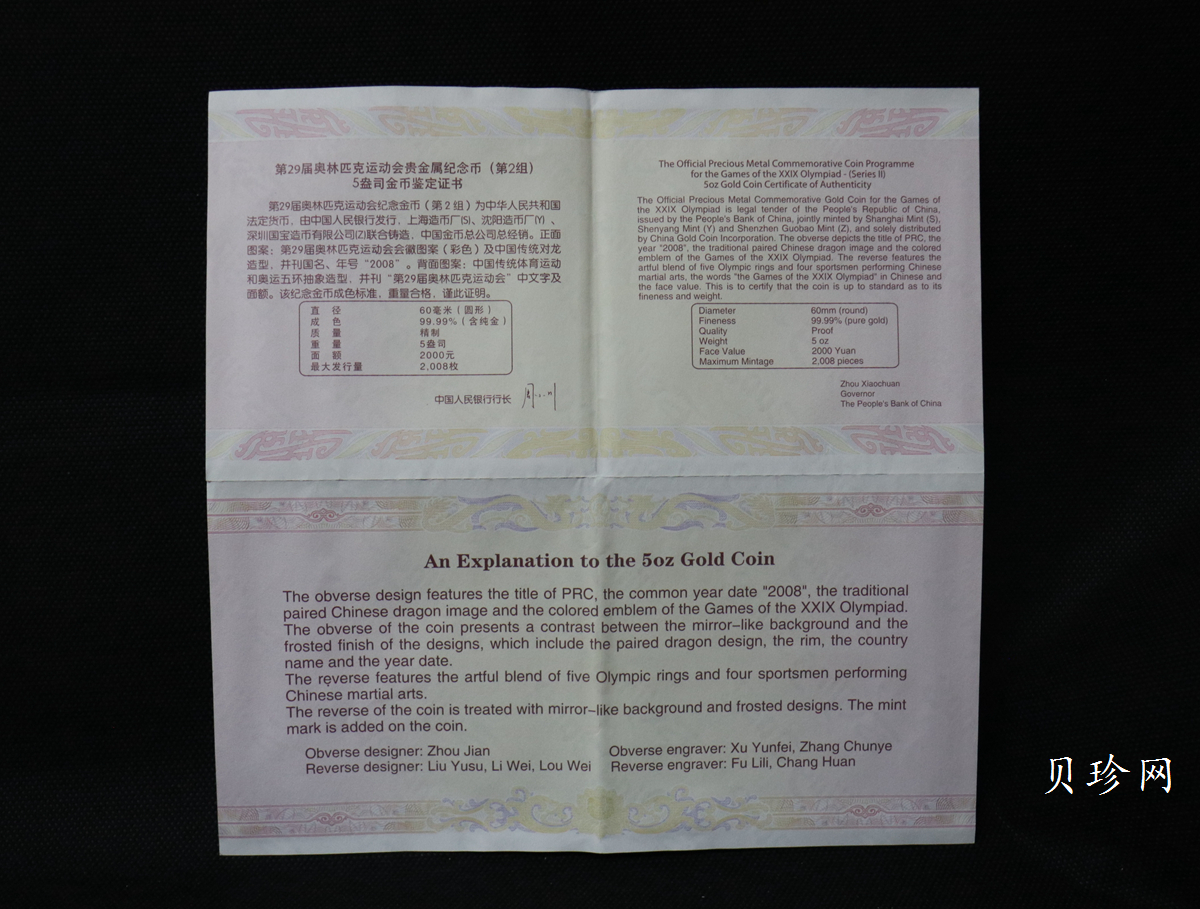 第29届奥林匹克运动会贵金属纪念币（第2组）
5盎司金币鉴定证书
第29届奥林匹克运动会纪念金币（第2组）为中华人民共和国
法定货币，由中国人民银行发行，上海造币厂(S)、沈阳造币厂(Y)、
深圳国宝造币有限公司(Z)联合铸造，中国金币总公司总经销。正面
图案：第29届奥林匹克运动会会徽图案（彩色）及中国传统对龙
造型，并刊国名、年号“2008”。背面图案：中国传统体育运动
和奥运五环抽象造型，并刊“第29届奥林匹克运动会”中文字及
面额。该纪念金币成色标准，重量合格，谨此证明。
直 径 60毫米（圆形）
成 色 99.99%（含纯金）
质 量 精制
重 量 5盎司
面 额 2000元
最大发行量 2,008枚
中国人民银行行长
The Official Precious Metal Commemorative Coin Programme
for the Games of the XXIX Olympiad - (Series II)
5oz Gold Coin Certificate of Authenticity
The Official Precious Metal Commemorative Gold Coin for the Games of
the XXIX Olympiad is legal tender of the People's Republic of China,
issued by the People's Bank of China, jointly minted by Shanghai Mint (S),
Shenyang Mint (Y) and Shenzhen Guobao Mint (Z), and solely distributed
by China Gold Coin Incorporation. The obverse depicts the title of PRC, the
year "2008", the traditional paired Chinese dragon image and the colored
emblem of the Games of the XXIX Olympiad. The reverse features the
artful blend of five Olympic rings and four sportsmen performing Chinese
martial arts, the words "the Games of the XXIX Olympiad" in Chinese and
the face value. This is to certify that the coin is up to standard as to its
fineness and weight.
Diameter 60mm (round)
Fineness 99.99% (pure gold)
Quality Proof
Weight 5 oz
Face Value 2000 Yuan
Maximum Mintage 2,008 pieces
Zhou Xiaochuan
Governor
The People's Bank of China
An Explanation to the 5oz Gold Coin
The obverse design features the title of PRC, the common year date "2008", the traditional
paired Chinese dragon image and the colored emblem of the Games of the XXIX Olympiad.
The obverse of the coin presents a contrast between the mirror-like background and the
frosted finish of the designs, which include the paired dragon design, the rim, the country
name and the year date.
The reverse features the artful blend of five Olympic rings and four sportsmen performing
Chinese martial arts.
The reverse of the coin is treated with mirror-like background and frosted designs. The mint
mark is added on the coin.
Obverse designer: Zhou Jian Obverse engraver: Xu Yunfei, Zhang Chunye
Reverse designer: Liu Yusu, Li Wei, Lou Wei Reverse engraver: Fu Lili, Chang Huan
贝珍网